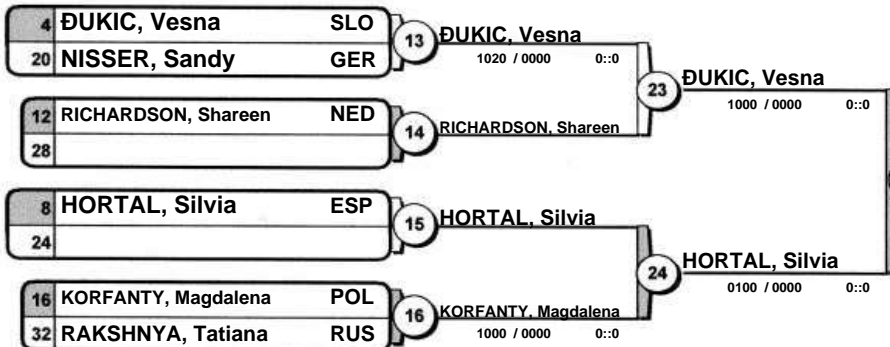 4 ĐUKIC, Vesna SLO
20 NISSER, Sandy GER
13 ĐUKIC, Vesna
1020 / 0000 0::0
23 ĐUKIC, Vesna
1000 / 0000 0::0
12 RICHARDSON, Shareen NED
28
14 RICHARDSON, Shareen
8 HORTAL, Silvia ESP
24
15 HORTAL, Silvia
24 HORTAL, Silvia
0100 / 0000 0::0
16 KORFANTY, Magdalena POL
32 RAKSHNYA, Tatiana RUS
16 KORFANTY, Magdalena
1000 / 0000 0::0